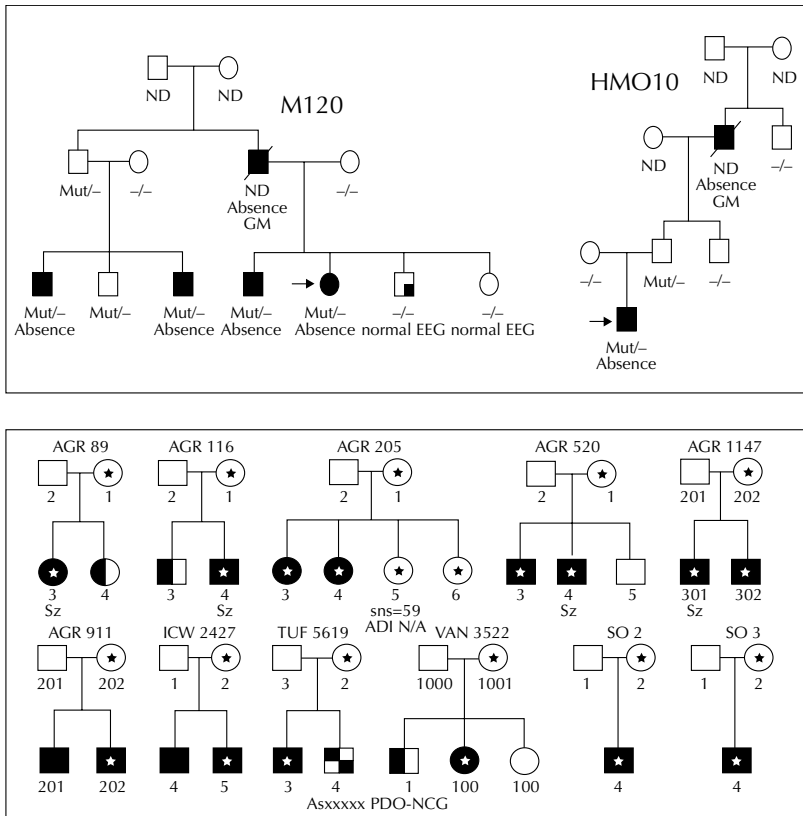 M120
HMO10
ND ND
ND ND
Mut/– –/–
ND
Absence
GM
–/–
ND
ND
Absence
GM
–/–
Mut/–
Absence
Mut/–
Mut/–
Absence
Mut/–
Absence
Mut/–
Absence
–/–
normal EEG
–/–
normal EEG
–/–
Mut/–
–/–
Mut/–
Absence
AGR 89 AGR 116 AGR 205 AGR 520 AGR 1147
2 1 2 1 2 1 2 1 201 202
3 4 3 4 3 4 5 6 3 4 5 301 302
Sz Sz sns=59 Sz Sz
ADI N/A
AGR 911 ICW 2427 TUF 5619 VAN 3522 SO 2 SO 3
201 202 1 2 3 2 1000 1001 1 2 1 2
201 202 4 5 3 4 1 100 100 4 4
Asxxxxx PDO-NCG